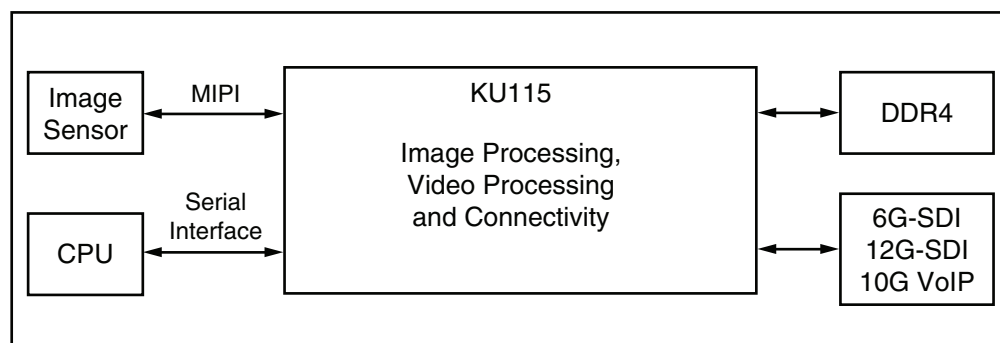 Image
Sensor
MIPI
KU115
Image Processing,
Video Processing
and Connectivity
DDR4
CPU
Serial
Interface
6G-SDI
12G-SDI
10G VoIP